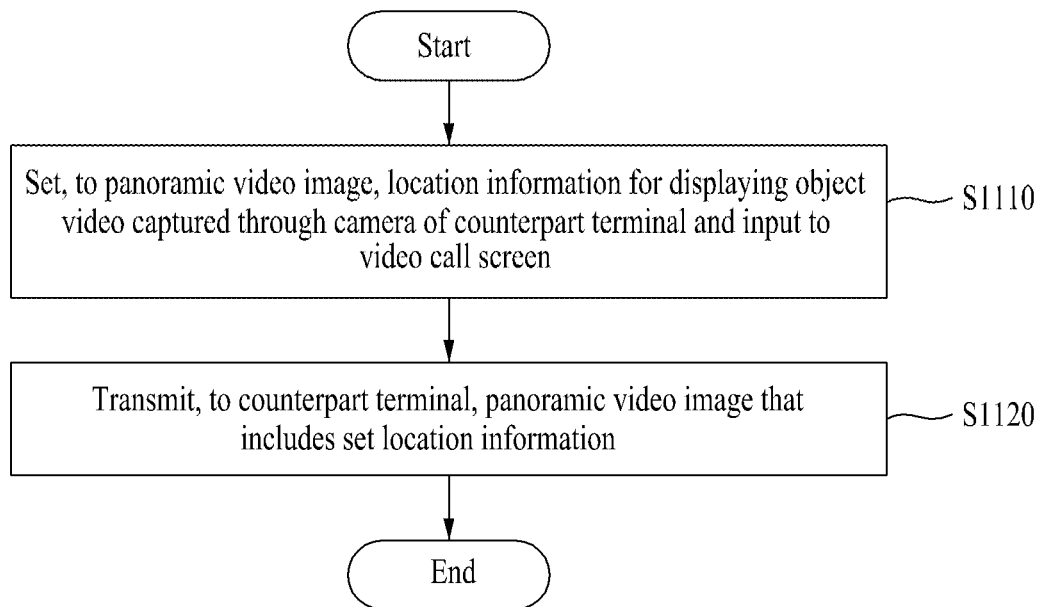 Start
Set, to panoramic video image, location information for displaying object
video captured through camera of counterpart terminal and input to
video call screen
S1110
Transmit, to counterpart terminal, panoramic video image that
includes set location information
S1120
End